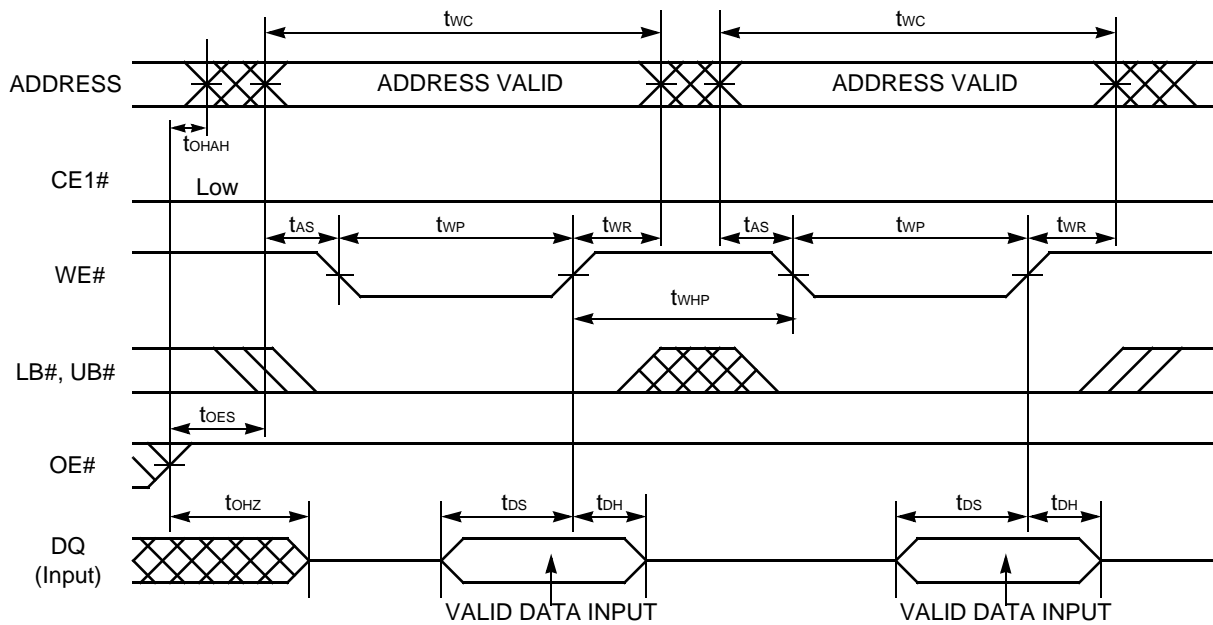 tWC tWC
ADDRESS ADDRESS VALID ADDRESS VALID
tOHAH
CE1# Low
tAS tWP tWR tAS tWP tWR
WE#
tWHP
LB#, UB#
tOES
OE#
tOHZ tDS tDH tDS tDH
DQ
(Input)
VALID DATA INPUT VALID DATA INPUT